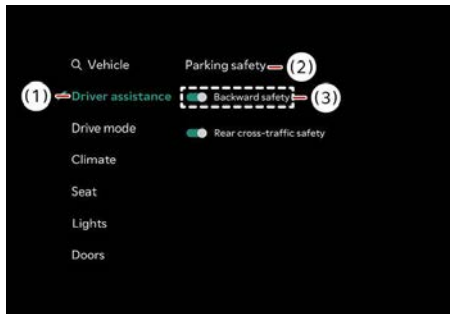 Vehicle
Parking safety
(2)
(1)
Driver assistance
Backward safety
(3)
Drive mode
Rear cross-traffic safety
Climate
Seat
Lights
Doors